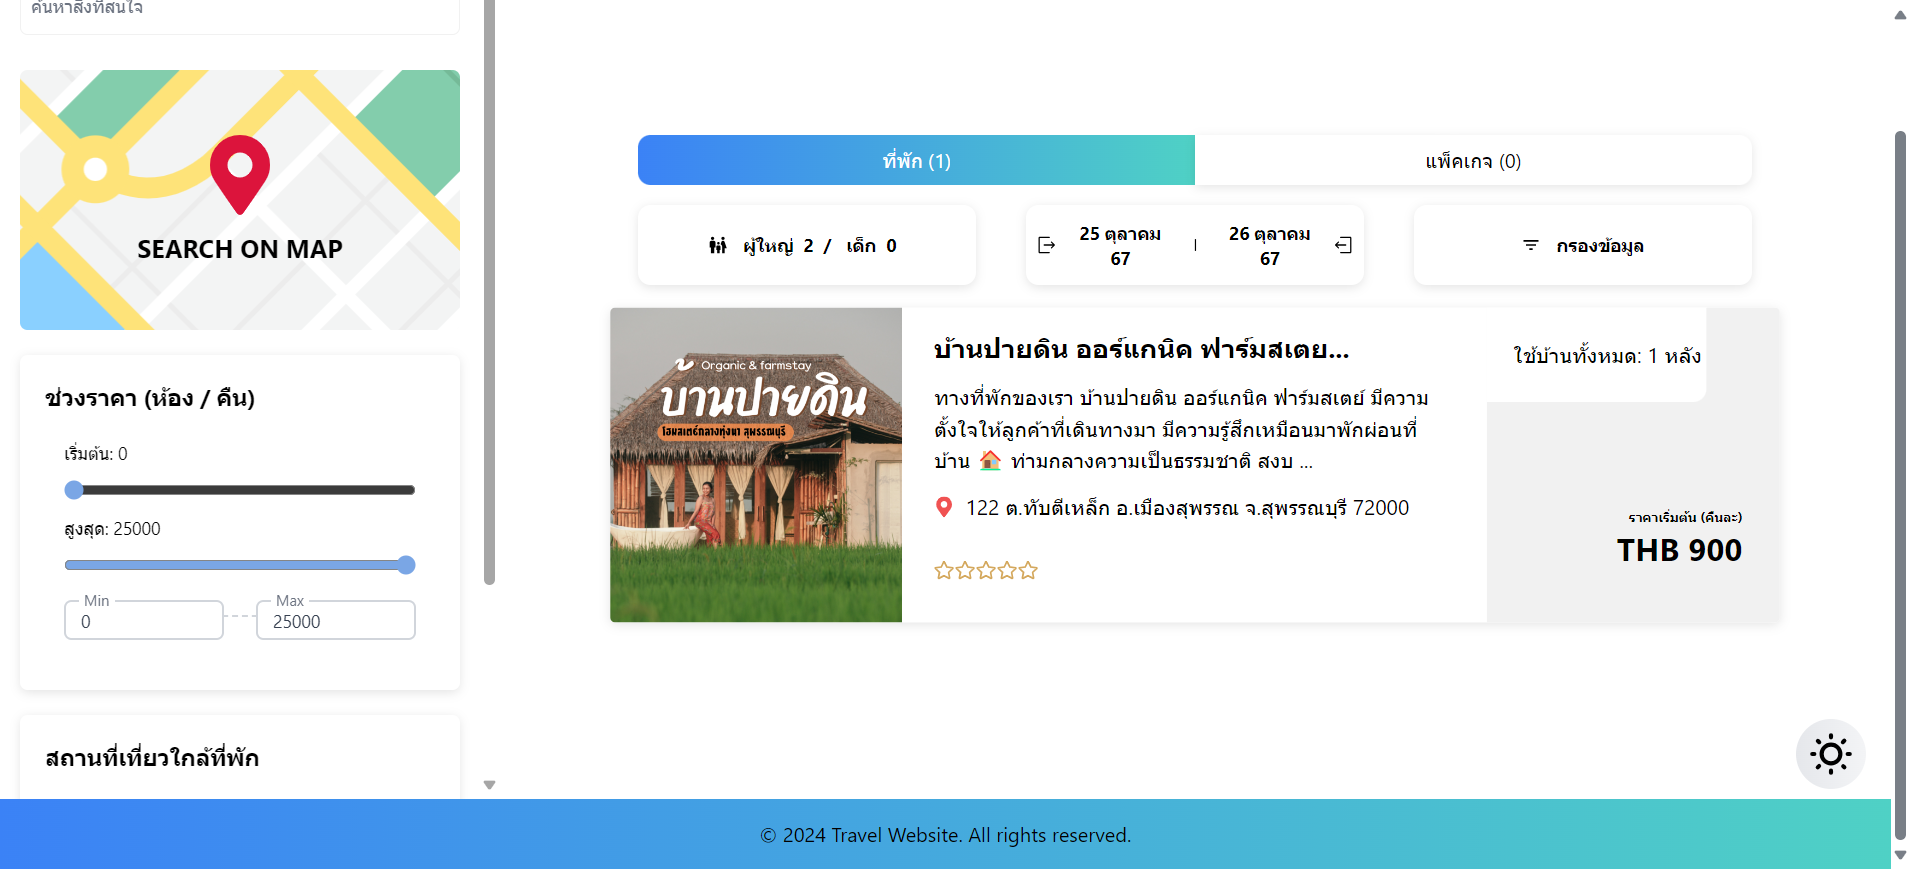 ค้นหาสิ่งที่สนใจ
SEARCH ON MAP
ช่วงราคา (ห้อง / คืน)
เริ่มต้น: 0
สูงสุด: 25000
Min
0
Max
25000
สถานที่เที่ยวใกล้ที่พัก
ที่พัก (1)
แพ็คเกจ (0)
ผู้ใหญ่ 2 / เด็ก 0
25 ตุลาคม
67
26 ตุลาคม
67
กรองข้อมูล
Organic & farmstay
บ้านปายดิน
โฮมสเตย์กลางทุ่งนา สุพรรณบุรี
บ้านปายดิน ออร์แกนิค ฟาร์มสเตย...
ทางที่พักของเรา บ้านปายดิน ออร์แกนิค ฟาร์มสเตย์ มีความ
ตั้งใจให้ลูกค้าที่เดินทางมา มีความรู้สึกเหมือนมาพักผ่อนที่
บ้าน 🏠 ท่ามกลางความเป็นธรรมชาติ สงบ ...
122 ต.ทับตีเหล็ก อ.เมืองสุพรรณ จ.สุพรรณบุรี 72000
ใช้บ้านทั้งหมด: 1 หลัง
ราคาเริ่มต้น (คืนละ)
THB 900
© 2024 Travel Website. All rights reserved.